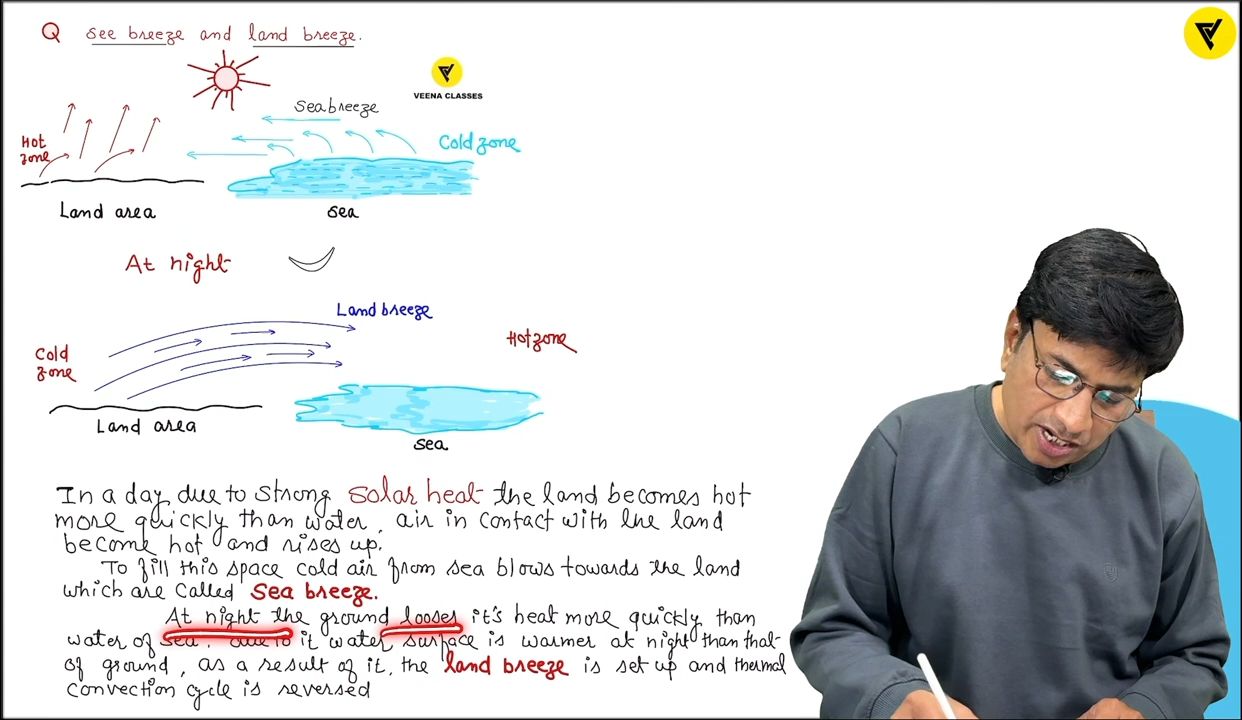 Q see breeze and land breeze.
VEENA CLASSES
Seabreeze
Hot
zone
Cold zone
Land area
sea
At night
Land breeze
Hot zone
Cold
zone
Land area
sea
In a day due to strong solar heat the land becomes hot
more quickly than water, air in contact with the land
become hot and rises up.
To fill this space cold air from sea blows towards the land
which are called Sea breeze.
At night the ground looses it's heat more quickly than
water of sea. due to it water surface is warmer at night than that
of ground, as a result of it, the land breeze is set up and thermal
convection cycle is reversed